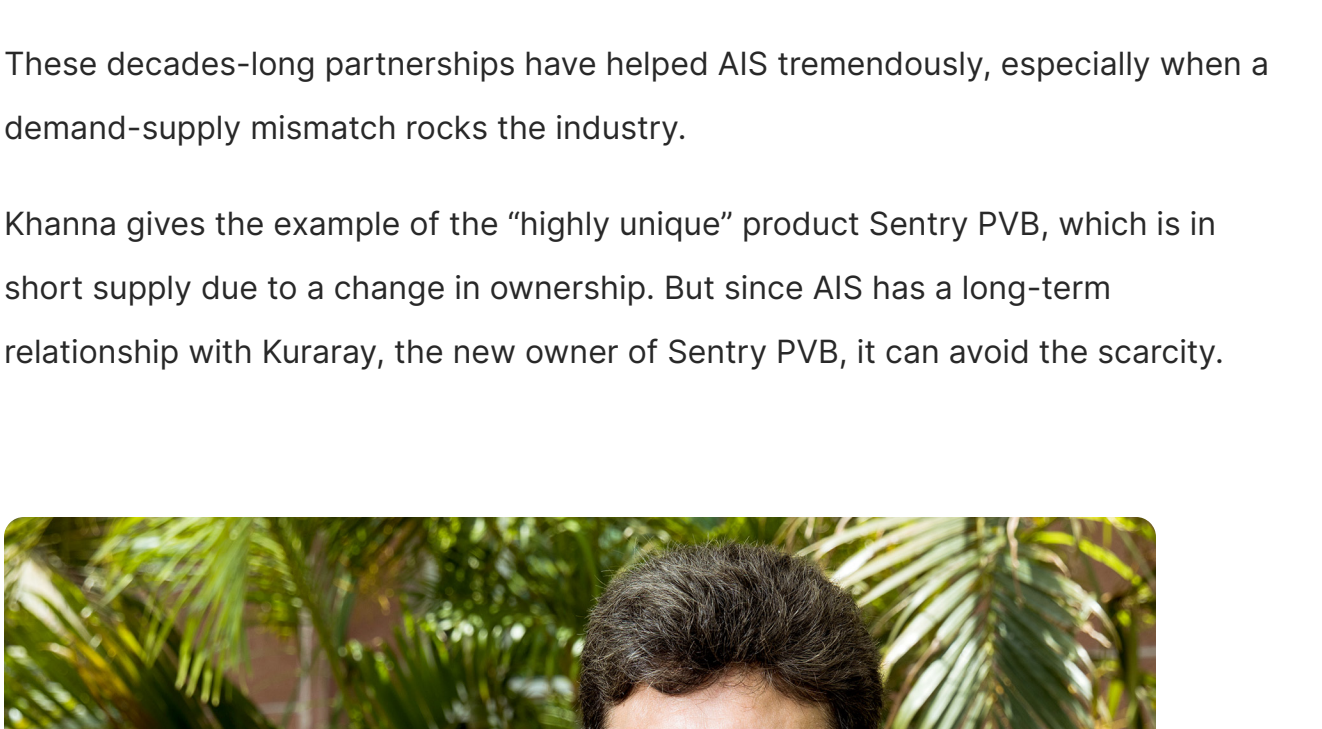 These decades-long partnerships have helped AIS tremendously, especially when a
demand-supply mismatch rocks the industry.
Khanna gives the example of the “highly unique” product Sentry PVB, which is in
short supply due to a change in ownership. But since AIS has a long-term
relationship with Kuraray, the new owner of Sentry PVB, it can avoid the scarcity.